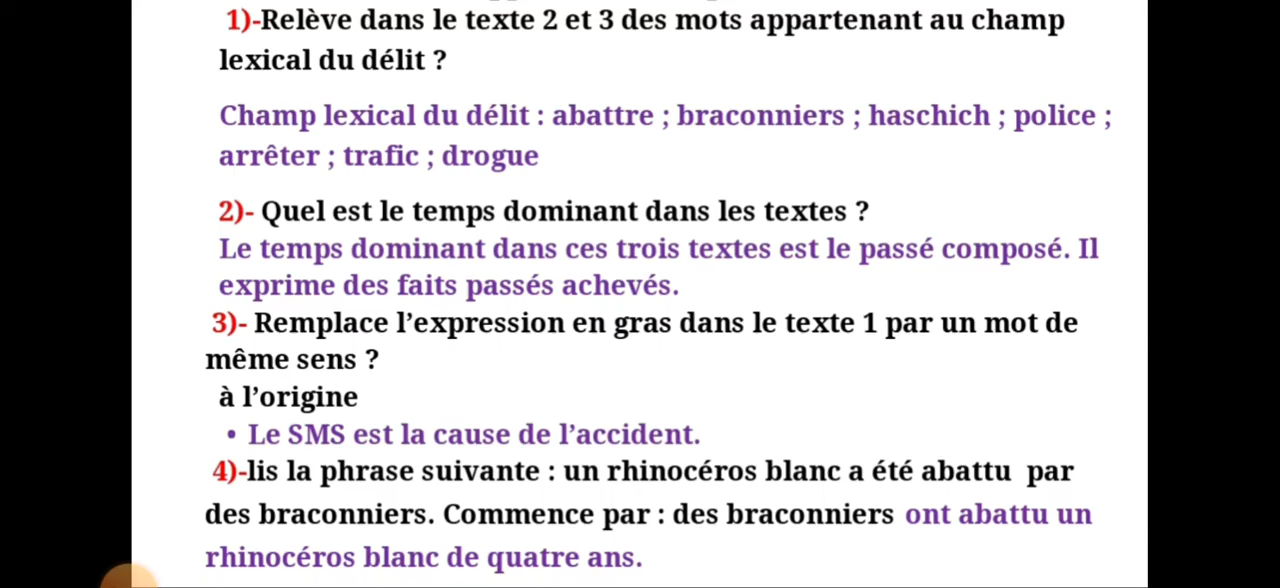 1)-Relève dans le texte 2 et 3 des mots appartenant au champ
lexical du délit ?
Champ lexical du délit : abattre ; braconniers ; haschich ; police ;
arrêter ; trafic ; drogue
2)- Quel est le temps dominant dans les textes ?
Le temps dominant dans ces trois textes est le passé composé. Il
exprime des faits passés achevés.
3)- Remplace l’expression en gras dans le texte 1 par un mot de
même sens ?
à l’origine
• Le SMS est la cause de l’accident.
4)-lis la phrase suivante : un rhinocéros blanc a été abattu par
des braconniers. Commence par : des braconniers ont abattu un
rhinocéros blanc de quatre ans.